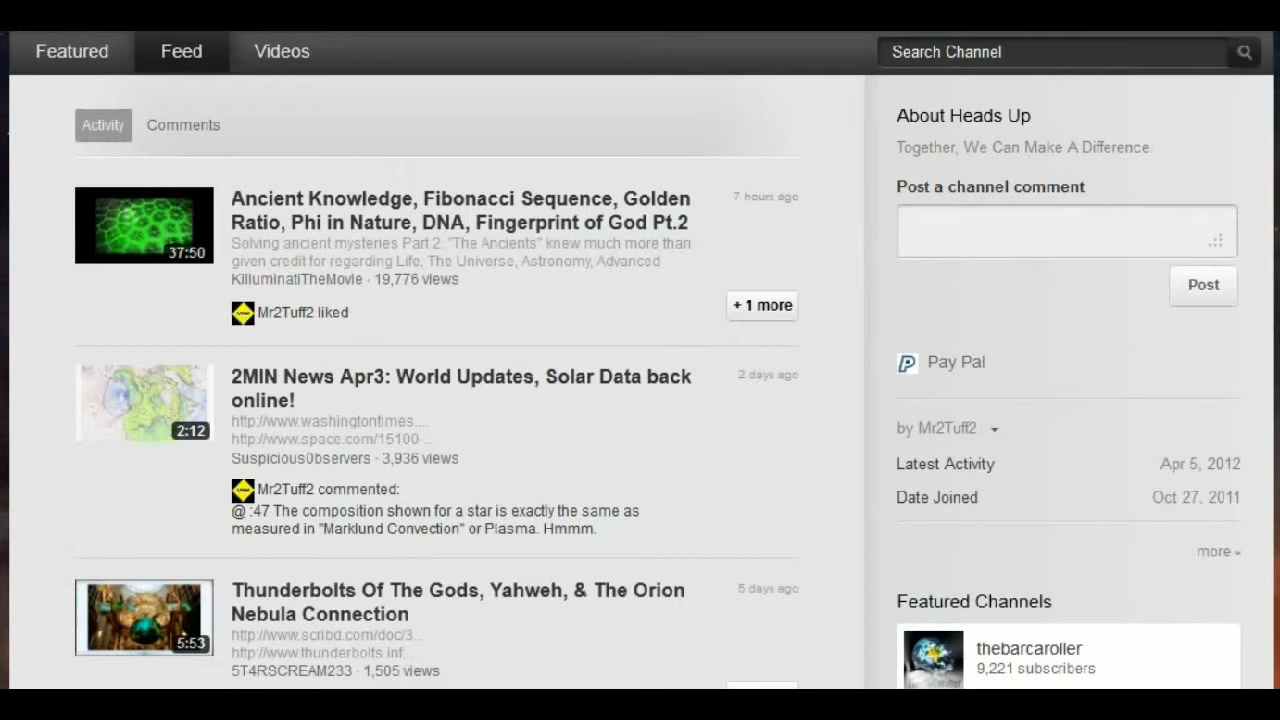 Featured
Feed
Videos
Search Channel
Activity
Comments
Ancient Knowledge, Fibonacci Sequence, Golden
Ratio, Phi in Nature, DNA, Fingerprint of God Pt.2
7 hours ago
Solving ancient mysteries Part 2. "The Ancients" knew much more than
given credit for regarding Life, The Universe, Astronomy, Advanced
37:50
KilluminatiTheMovie · 19,776 views
Mr2Tuff2 liked
+ 1 more
2MIN News Apr3: World Updates, Solar Data back
online!
2 days ago
http://www.washingtontimes....
http://www.space.com/15100-...
2:12
Suspicious0bservers · 3,936 views
Mr2Tuff2 commented:
@ :47 The composition shown for a star is exactly the same as
measured in "Marklund Convection" or Plasma. Hmmm.
Thunderbolts Of The Gods, Yahweh, & The Orion
Nebula Connection
5 days ago
http://www.scribd.com/doc/3...
http://www.thunderbolts.inf...
5:53
5T4RSCREAM233 · 1,505 views
About Heads Up
Together, We Can Make A Difference.
Post a channel comment
Post
Pay Pal
by Mr2Tuff2
Latest Activity
Apr 5, 2012
Date Joined
Oct 27, 2011
more
Featured Channels
thebarcaroller
9,221 subscribers